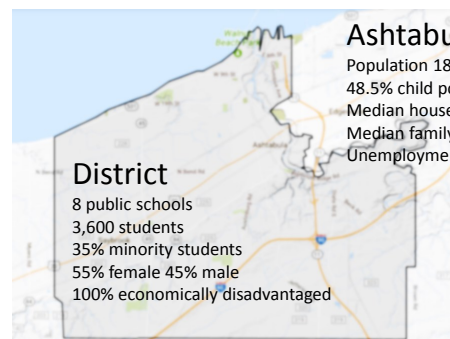 Ashtabu
Population 18
48.5% child po
Median house
Median family
Unemployme
District
8 public schools
3,600 students
35% minority students
55% female 45% male
100% economically disadvantaged
Ashtabula